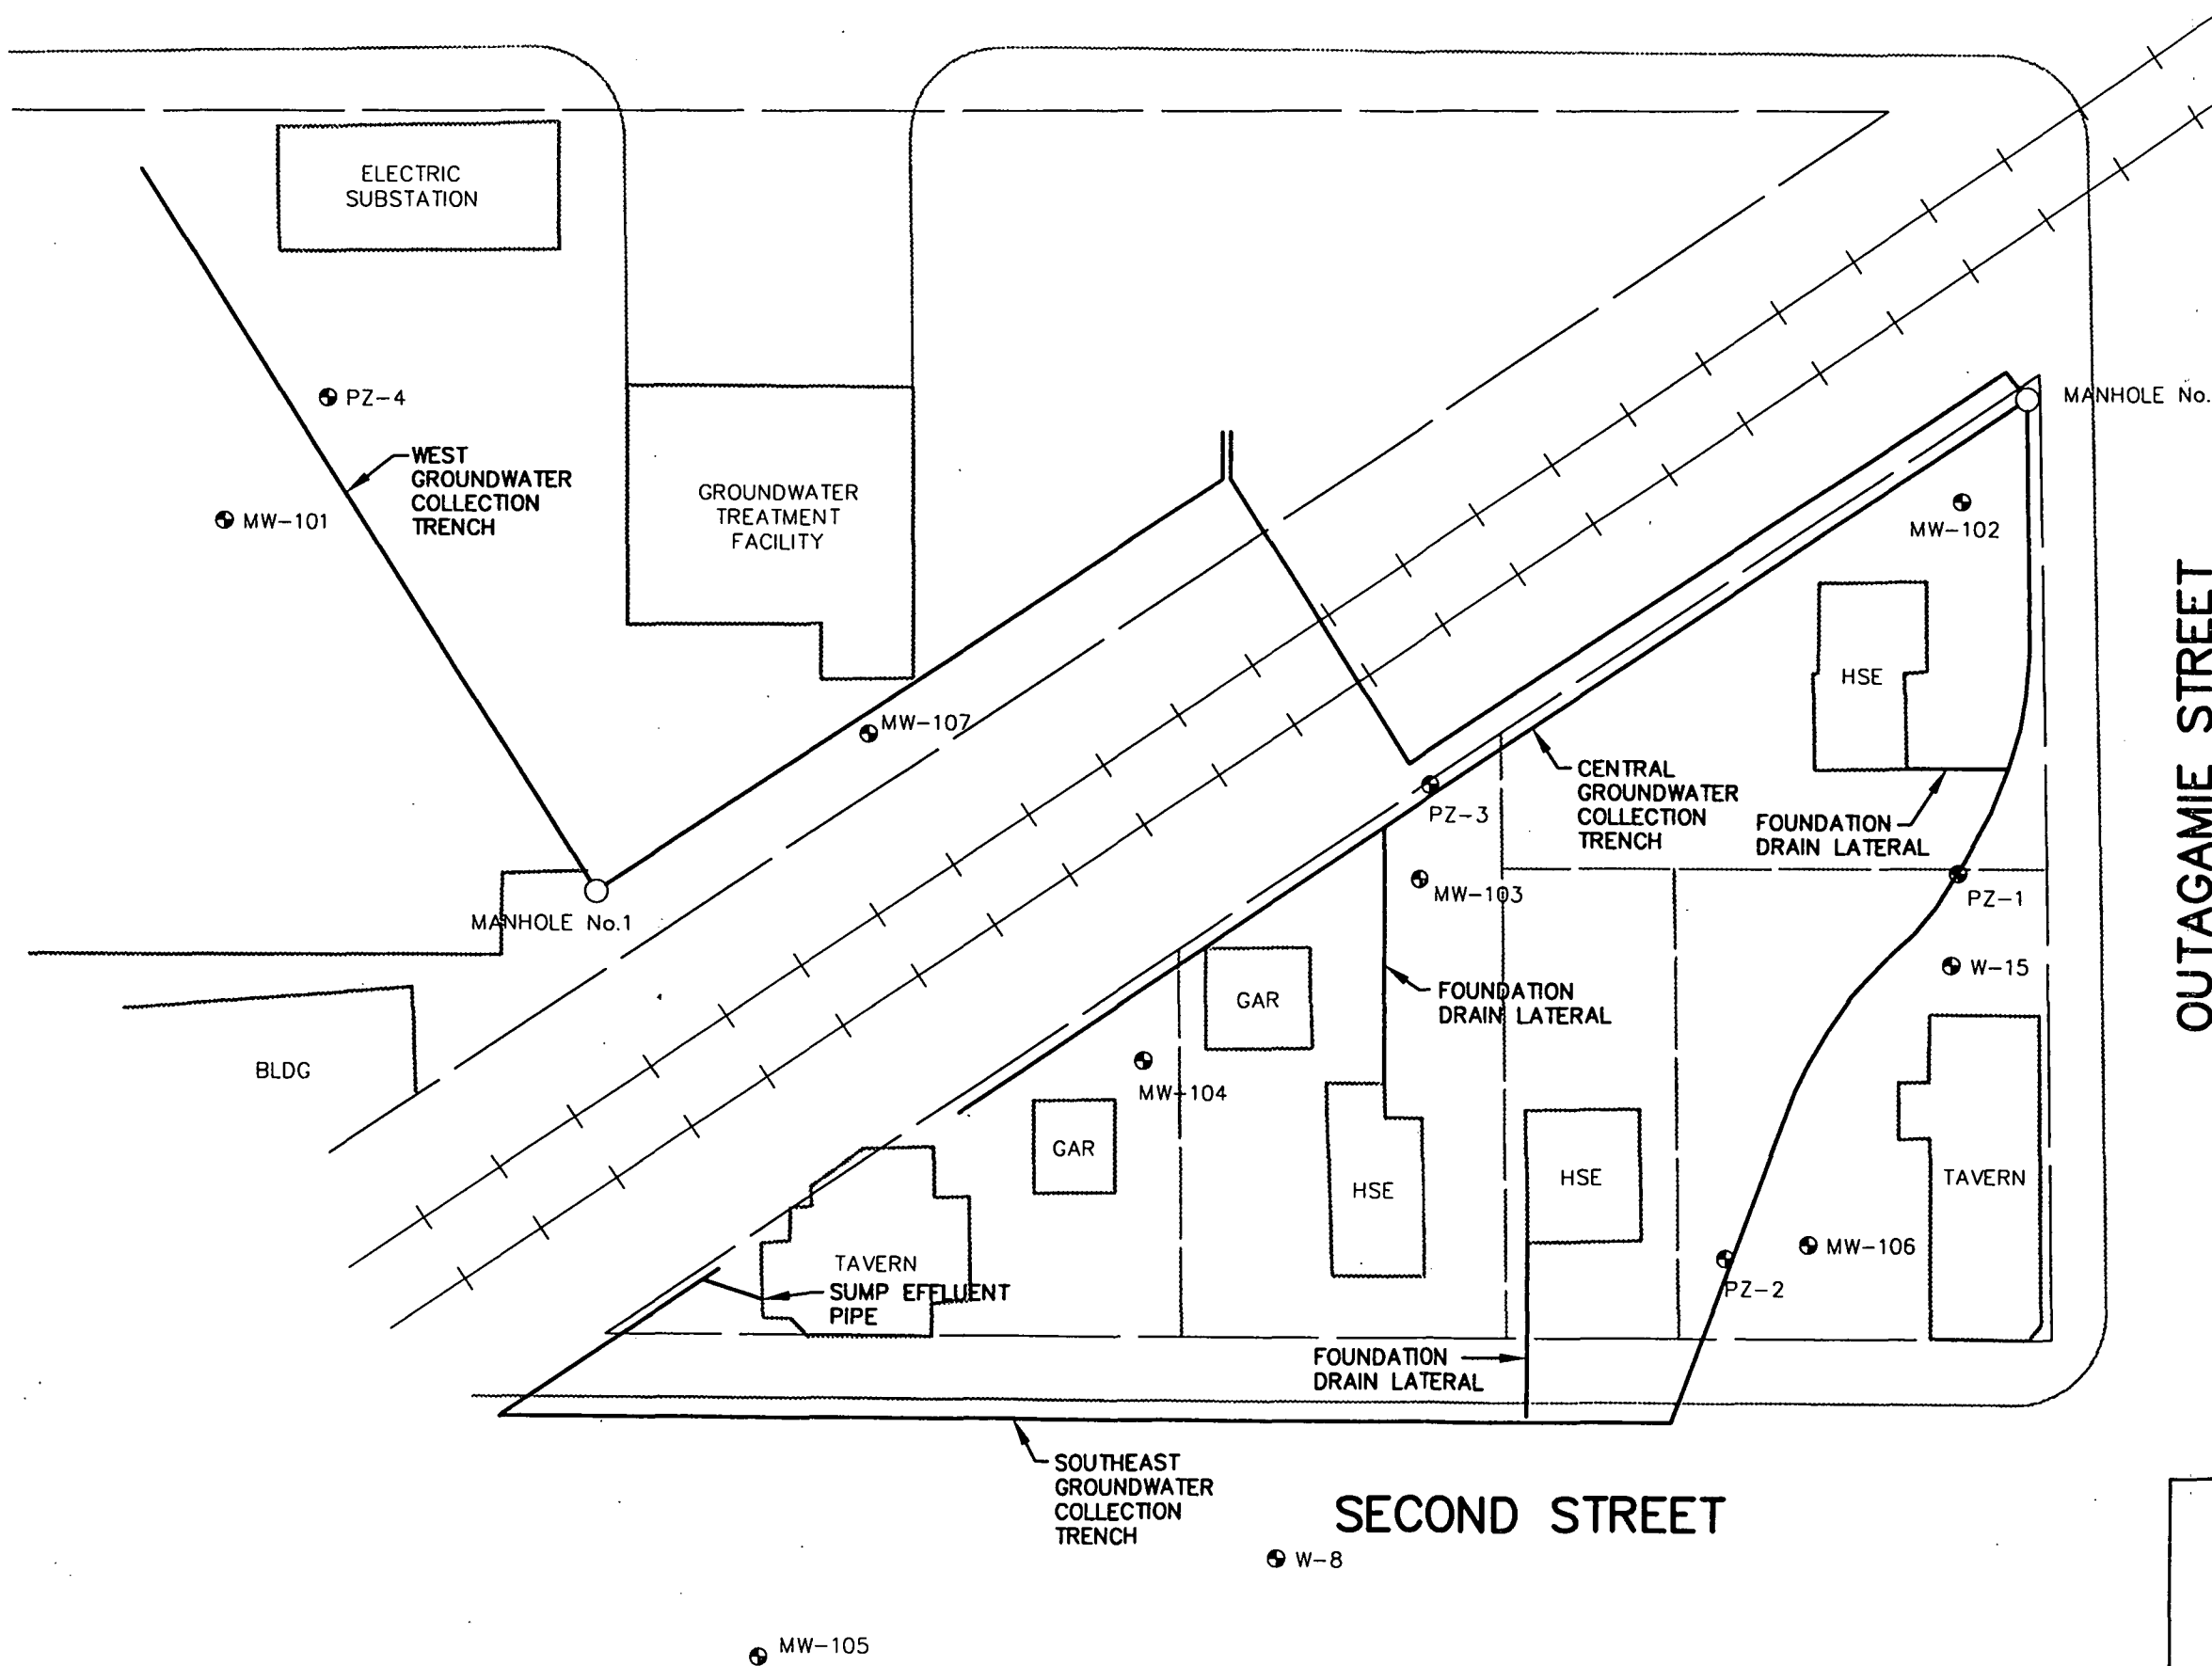 ELECTRIC
SUBSTATION
PZ-4
MANHOLE No.
WEST
GROUNDWATER
COLLECTION
TRENCH
GROUNDWATER
TREATMENT
FACILITY
MW-101
MW-102
OUTAGAMIE STREET
HSE
MW-107
CENTRAL
GROUNDWATER
COLLECTION
TRENCH
PZ-3
FOUNDATION
DRAIN LATERAL
MW-103
PZ-1
MANHOLE No.1
W-15
FOUNDATION
DRAIN LATERAL
GAR
BLDG
MW-104
GAR
HSE
HSE
TAVERN
MW-106
TAVERN
SUMP EFFLUENT
PIPE
PZ-2
FOUNDATION
DRAIN LATERAL
SOUTHEAST
GROUNDWATER
COLLECTION
TRENCH
SECOND STREET
W-8
MW-105